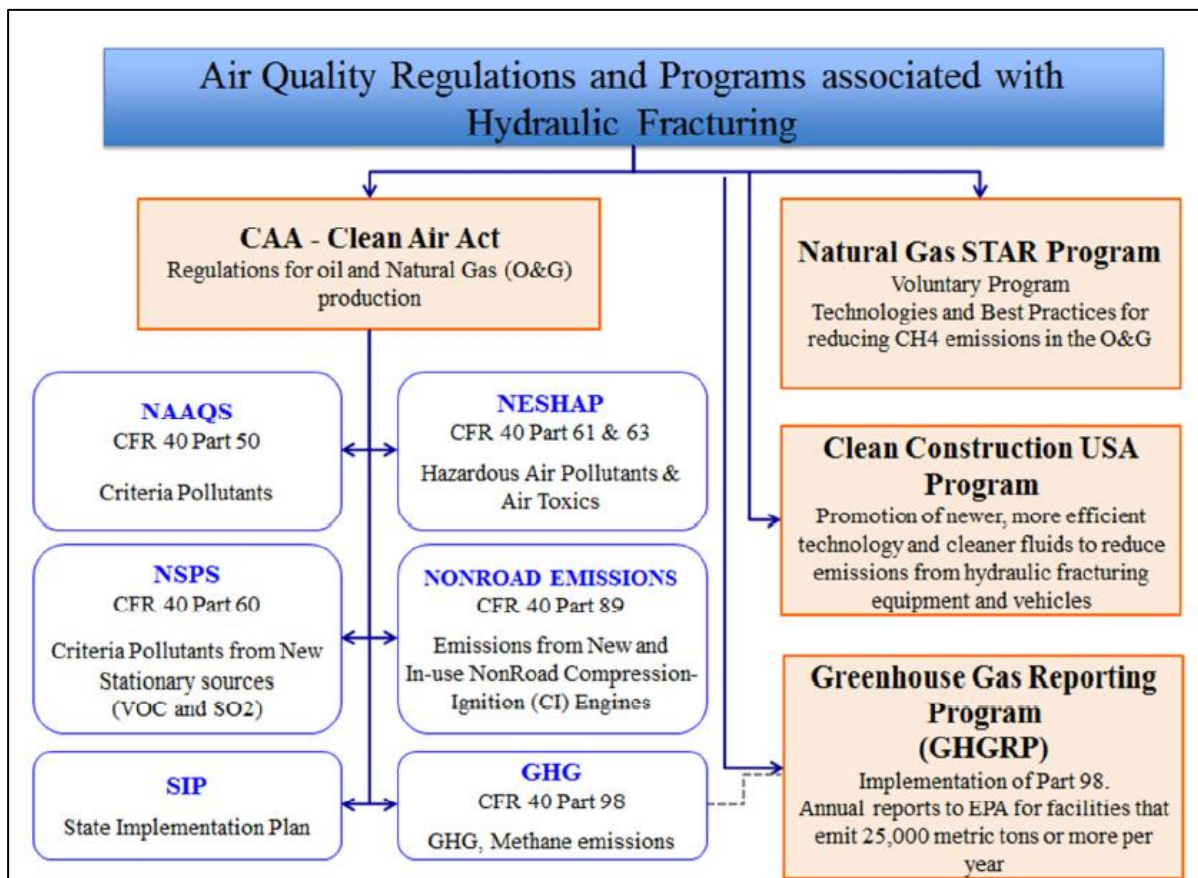 Air Quality Regulations and Programs associated with
Hydraulic Fracturing
CAA - Clean Air Act
Regulations for oil and Natural Gas (O&G)
production
NAAQS
CFR 40 Part 50
Criteria Pollutants
NESHAP
CFR 40 Part 61 & 63
Hazardous Air Pollutants &
Air Toxics
NSPS
CFR 40 Part 60
Criteria Pollutants from New
Stationary sources
(VOC and SO2)
NONROAD EMISSIONS
CFR 40 Part 89
Emissions from New and
In-use NonRoad Compression-
Ignition (CI) Engines
SIP
State Implementation Plan
GHG
CFR 40 Part 98
GHG, Methane emissions
Natural Gas STAR Program
Voluntary Program
Technologies and Best Practices for
reducing CH4 emissions in the O&G
Clean Construction USA
Program
Promotion of newer, more efficient
technology and cleaner fluids to reduce
emissions from hydraulic fracturing
equipment and vehicles
Greenhouse Gas Reporting
Program
(GHGRP)
Implementation of Part 98.
Annual reports to EPA for facilities that
emit 25,000 metric tons or more per
year